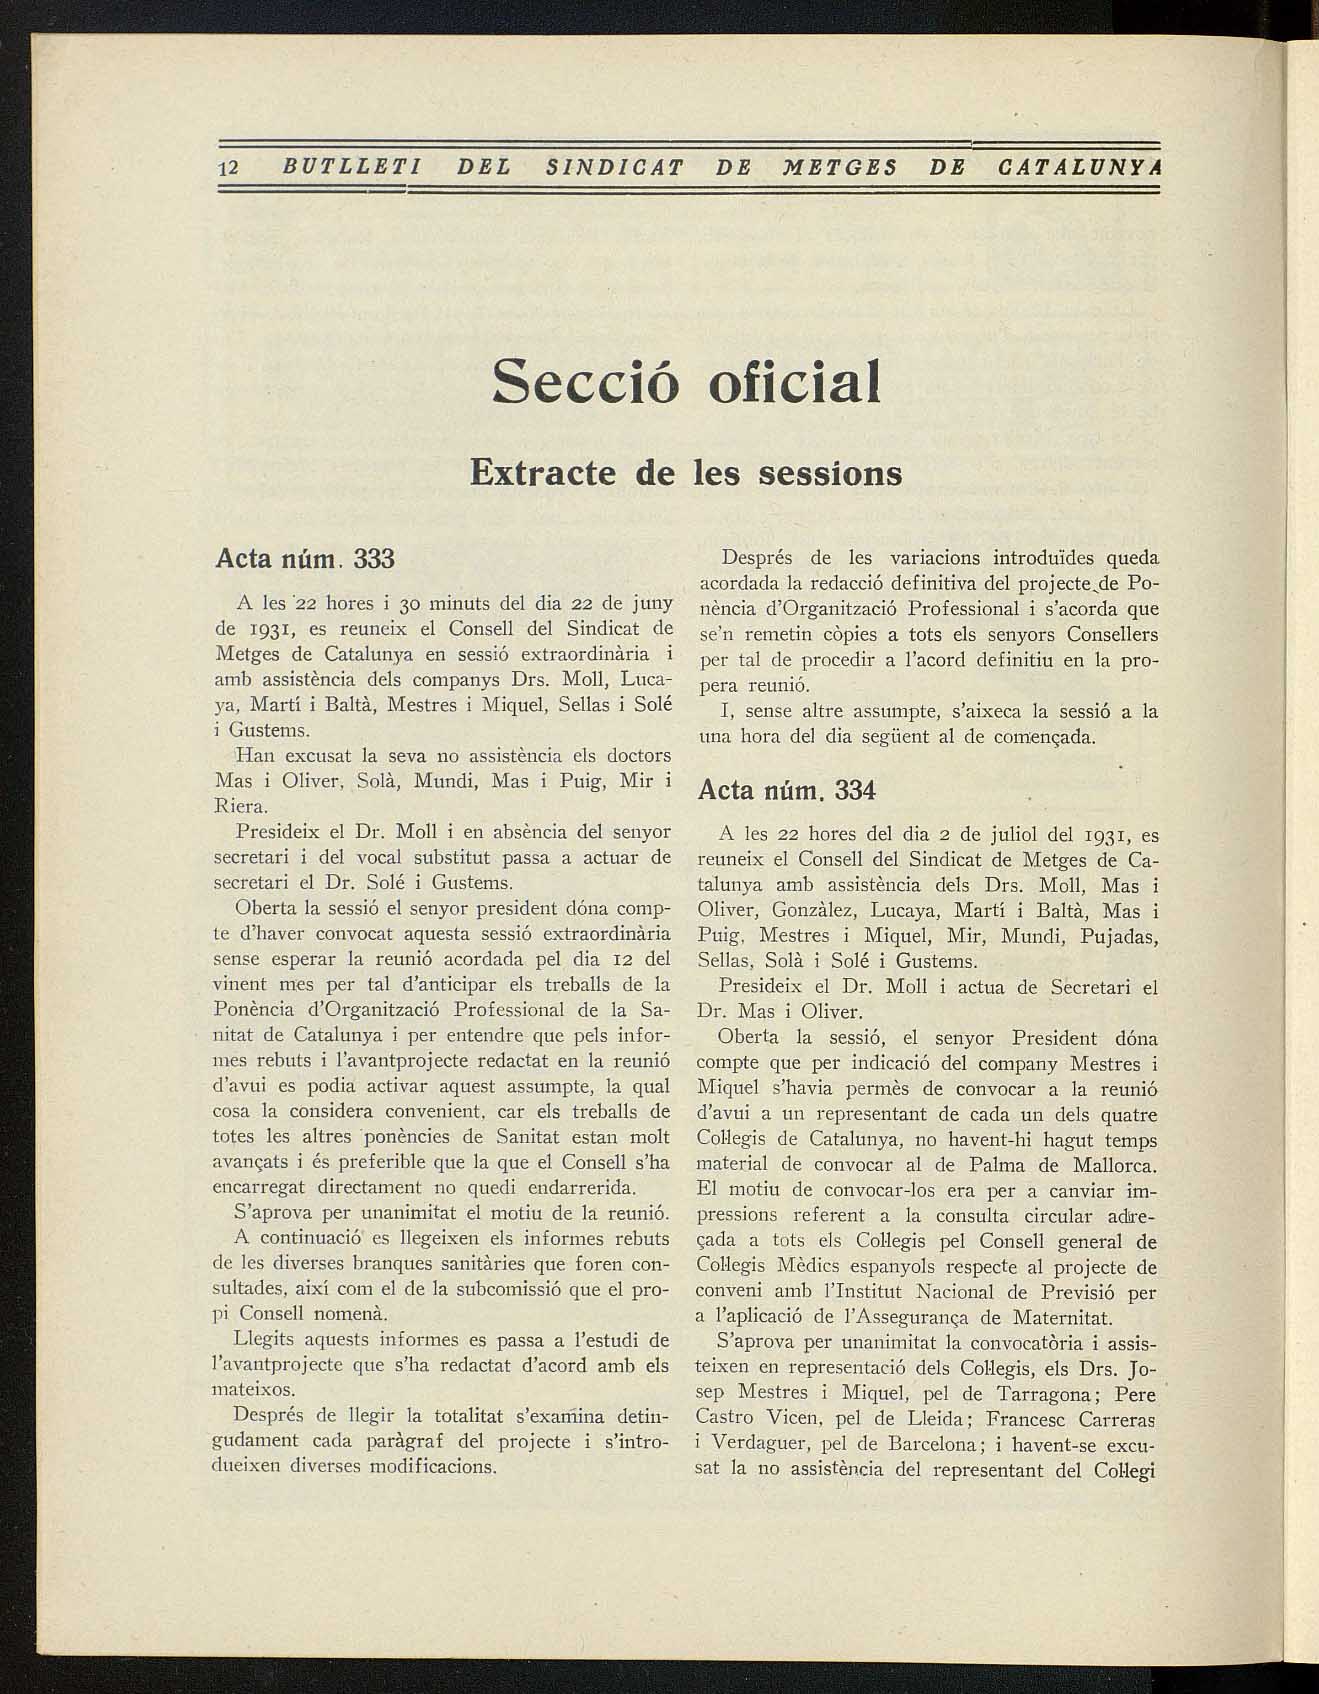 12 BUTLLETI DEL SINDICAT DE METGES DE CATALUNYA
Secció oficial
Extracte de les sessions
Acta núm. 333
A les 22 hores i 30 minuts del dia 22 de juny
de 1931, es reuneix el Consell del Sindicat de
Metges de Catalunya en sessió extraordinària i
amb assistència dels companys Drs. Moll, Luca-
ya, Martí i Baltà, Mestres i Miquel, Sellas i Solé
i Gustems.
Han excusat la seva no assistència els doctors
Mas i Oliver, Solà, Mundi, Mas i Puig, Mir i
Riera.
Presideix el Dr. Moll i en absència del senyor
secretari i del vocal substitut passa a actuar de
secretari el Dr. Solé i Gustems.
Oberta la sessió el senyor president dóna comp-
te d'haver convocat aquesta sessió extraordinària
sense esperar la reunió acordada pel dia 12 del
vinent mes per tal d'anticipar els treballs de la
Ponència d'Organització Professional de la Sa-
nitat de Catalunya i per entendre que pels infor-
mes rebuts i l'avantprojecte redactat en la reunió
d'avui es podia activar aquest assumpte, la qual
cosa la considera convenient, car els treballs de
totes les altres ponències de Sanitat estan molt
avançats i és preferible que la que el Consell s'ha
encarregat directament no quedi endarrerida.
S'aprova per unanimitat el motiu de la reunió.
A continuació es llegeixen els informes rebuts
de les diverses branques sanitàries que foren con-
sultades, així com el de la subcomissió que el pro-
pi Consell nomenà.
Llegits aquests informes es passa a l'estudi de
l'avantprojecte que s'ha redactat d'acord amb els
mateixos.
Després de llegir la totalitat s'examina detin-
gudament cada paràgraf del projecte i s'intro-
dueixen diverses modificacions.
Després de les variacions introduïdes queda
acordada la redacció definitiva del projecte de Po-
nència d'Organització Professional i s'acorda que
se'n remetin còpies a tots els senyors Consellers
per tal de procedir a l'acord definitiu en la pro-
pera reunió.
I, sense altre assumpte, s'aixeca la sessió a la
una hora del dia següent al de començada.
Acta núm. 334
A les 22 hores del dia 2 de juliol del 1931, es
reuneix el Consell del Sindicat de Metges de Ca-
talunya amb assistència dels Drs. Moll, Mas i
Oliver, Gonzàlez, Lucaya, Martí i Baltà, Mas i
Puig, Mestres i Miquel, Mir, Mundi, Pujadas,
Sellas, Solà i Solé i Gustems.
Presideix el Dr. Moll i actua de Secretari el
Dr. Mas i Oliver.
Oberta la sessió, el senyor President dóna
compte que per indicació del company Mestres i
Miquel s'havia permès de convocar a la reunió
d'avui a un representant de cada un dels quatre
Col·legis de Catalunya, no havent-hi hagut temps
material de convocar al de Palma de Mallorca.
El motiu de convocar-los era per a canviar im-
pressions referent a la consulta circular adre-
çada a tots els Col·legis pel Consell general de
Col·legis Mèdics espanyols respecte al projecte de
conveni amb l'Institut Nacional de Previsió per
a l'aplicació de l'Assegurança de Maternitat.
S'aprova per unanimitat la convocatòria i assis-
teixen en representació dels Col·legis, els Drs. Jo-
sep Mestres i Miquel, pel de Tarragona; Pere
Castro Vicen, pel de Lleida; Francesc Carreras
i Verdaguer, pel de Barcelona; i havent-se excu-
sat la no assistència del representant del Col·legi